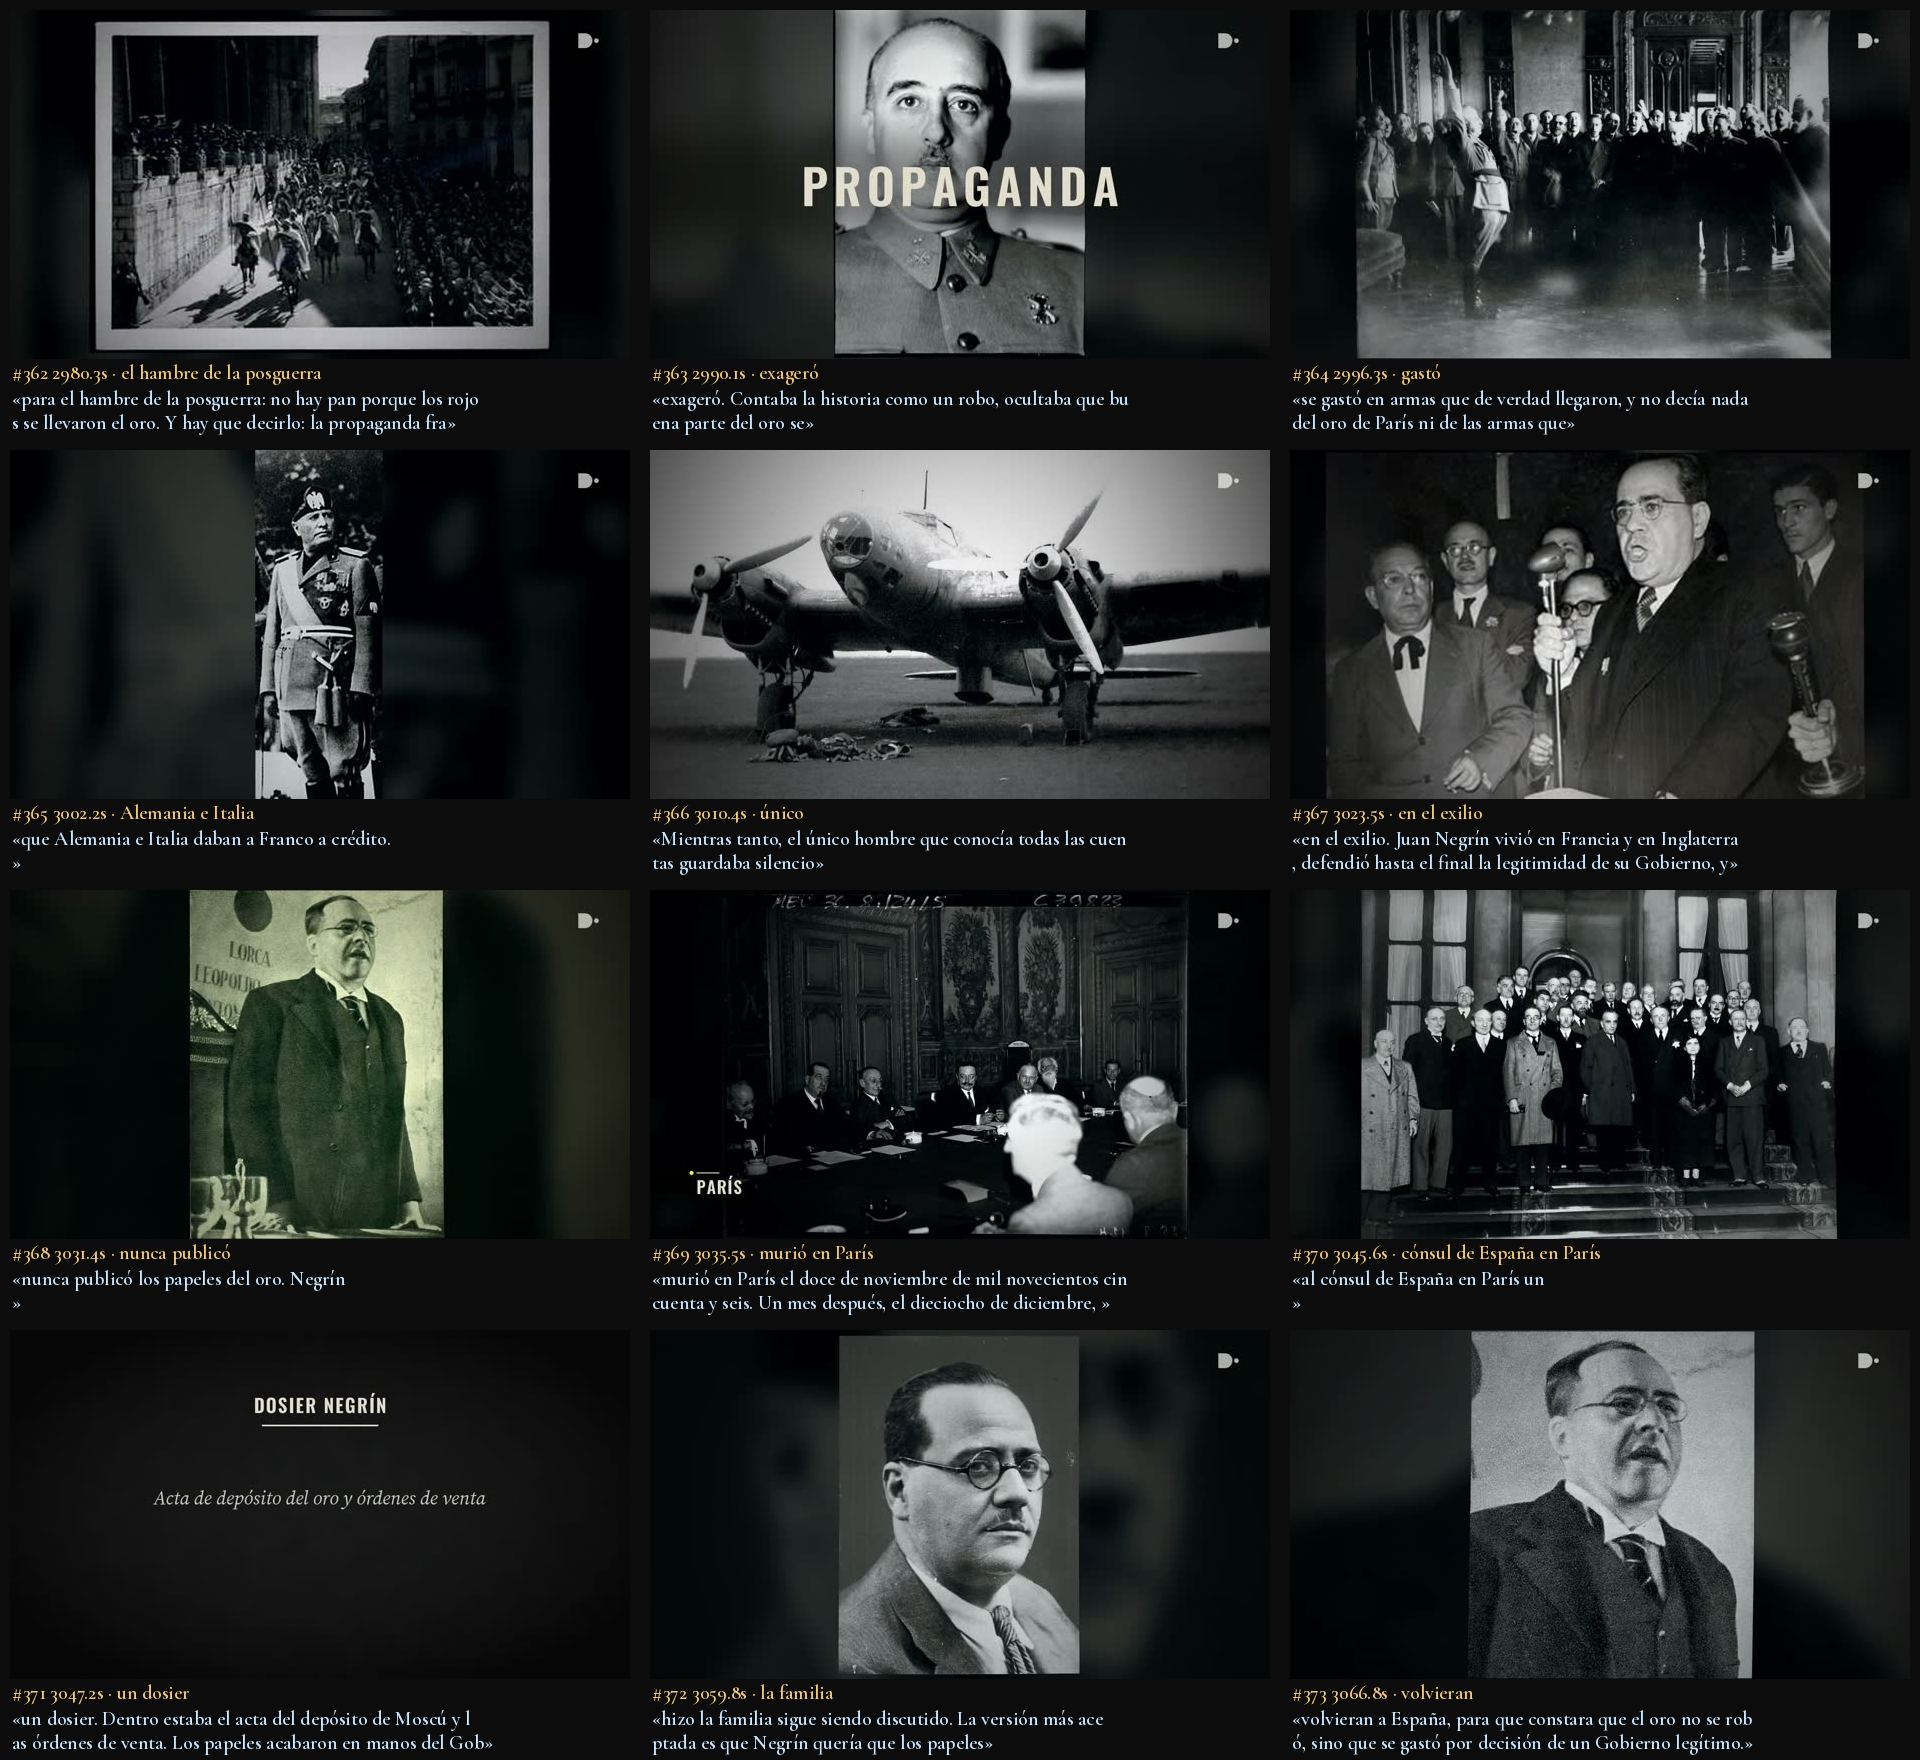 #362 2980.3s · el hambre de la posguerra
«para el hambre de la posguerra: no hay pan porque los rojo
s se llevaron el oro. Y hay que decirlo: la propaganda fra»
PROPAGANDA
#363 2990.1s · exageró
«exageró. Contaba la historia como un robo, ocultaba que bu
ena parte del oro se»
#364 2996.3s · gastó
«se gastó en armas que de verdad llegaron, y no decía nada
del oro de París ni de las armas que»
#365 3002.2s · Alemania e Italia
«que Alemania e Italia daban a Franco a crédito.
»
#366 3010.4s · único
«Mientras tanto, el único hombre que conocía todas las cuen
tas guardaba silencio»
#367 3023.5s · en el exilio
«en el exilio. Juan Negrín vivió en Francia y en Inglaterra
, defendió hasta el final la legitimidad de su Gobierno, y»
LORCA
LEOPOLDO
#368 3031.4s · nunca publicó
«nunca publicó los papeles del oro. Negrín
»
PARÍS
#369 3035.5s · murió en París
«murió en París el doce de noviembre de mil novecientos cin
cuenta y seis. Un mes después, el dieciocho de diciembre, »
#370 3045.6s · cónsul de España en París
«al cónsul de España en París un
»
DOSIER NEGRÍN
Acta de depósito del oro y órdenes de venta
#371 3047.2s · un dosier
«un dosier. Dentro estaba el acta del depósito de Moscú y l
as órdenes de venta. Los papeles acabaron en manos del Gob»
#372 3059.8s · la familia
«hizo la familia sigue siendo discutido. La versión más ace
ptada es que Negrín quería que los papeles»
#373 3066.8s · volvieran
«volvieran a España, para que constara que el oro no se rob
ó, sino que se gastó por decisión de un Gobierno legítimo.»